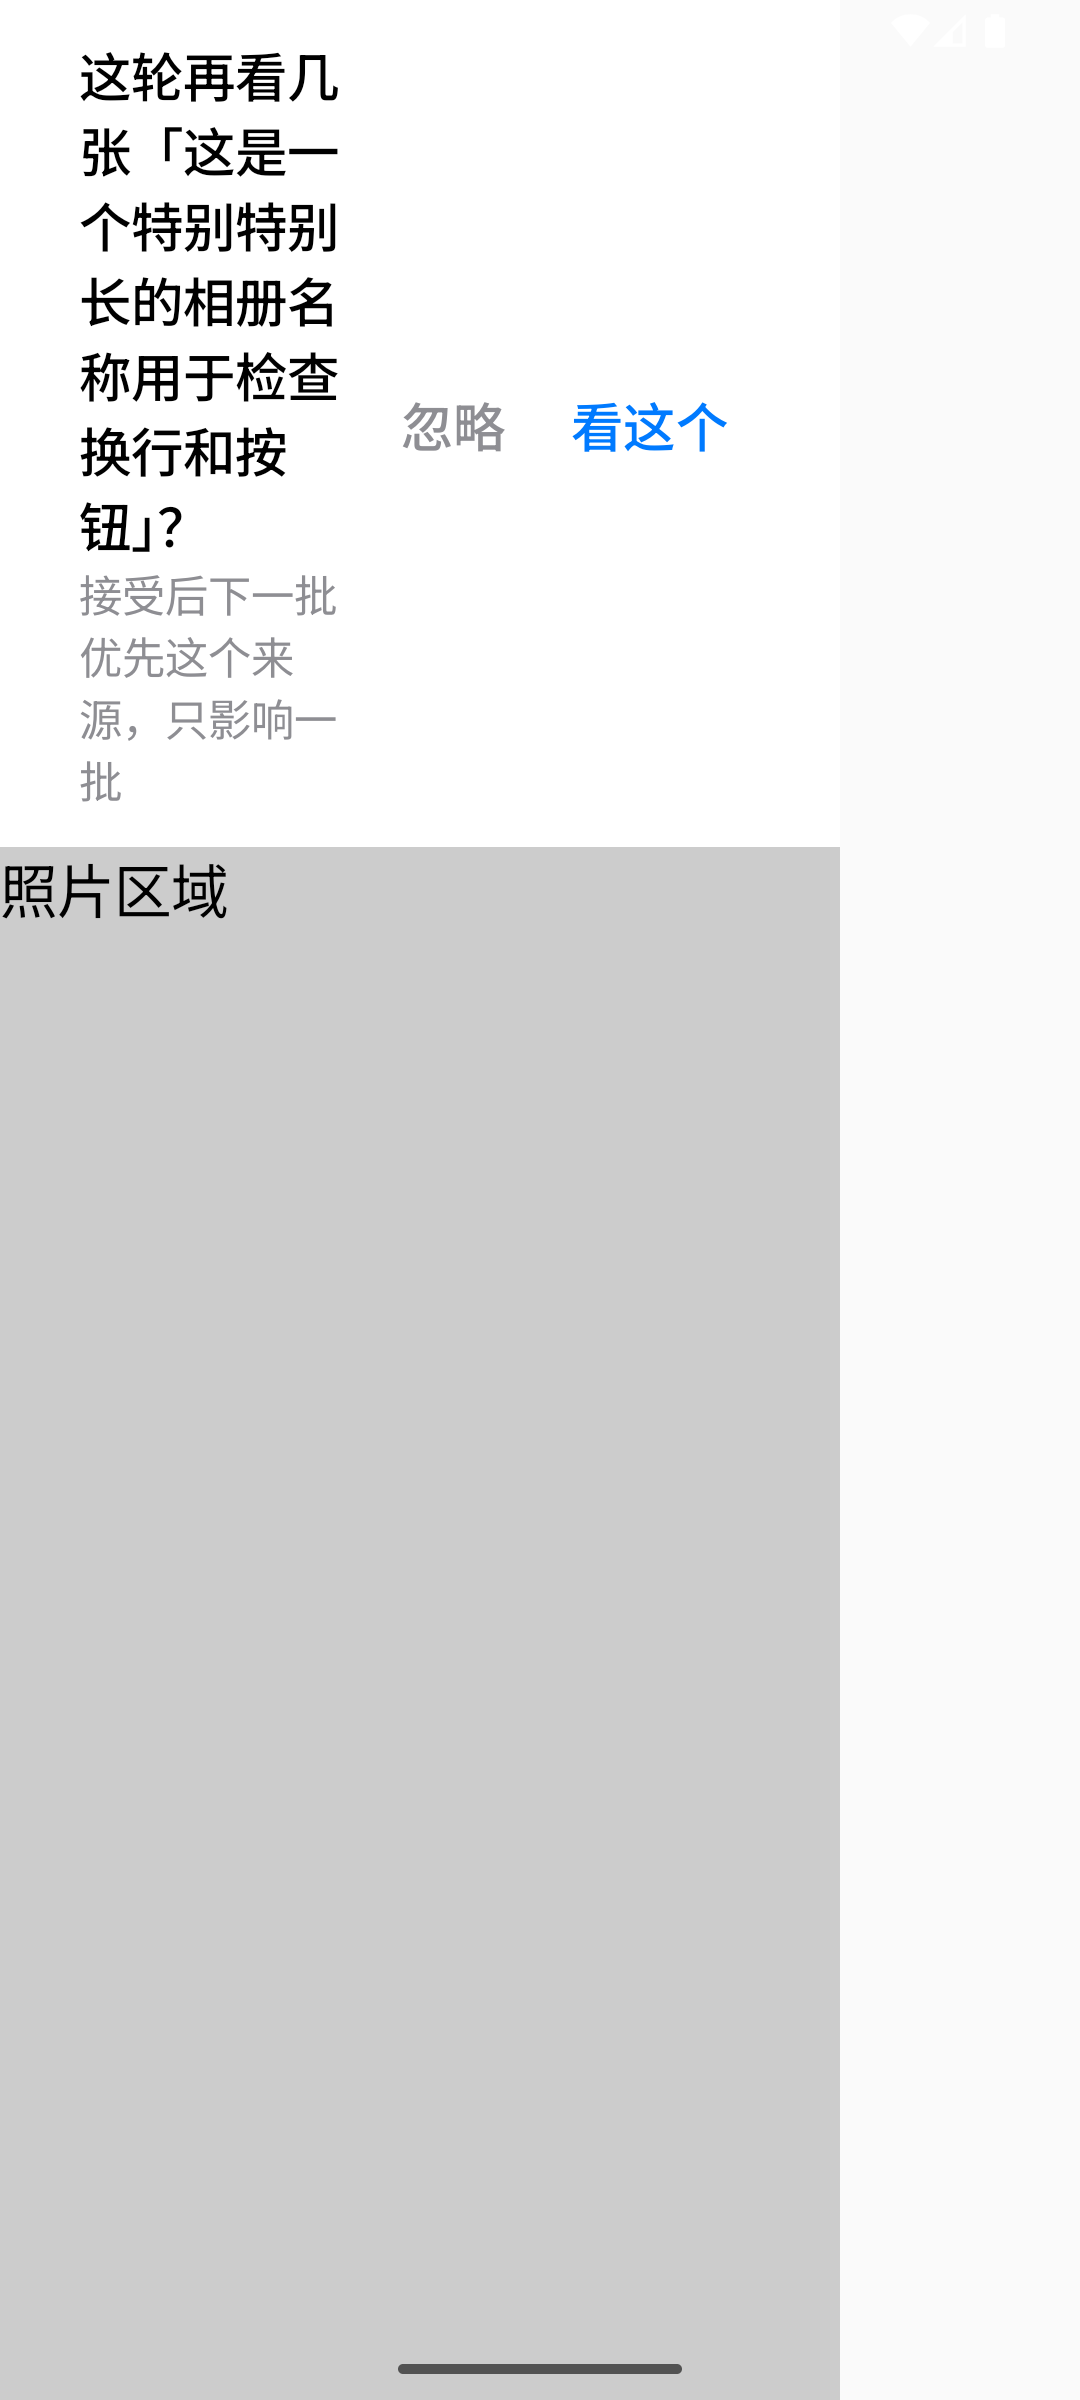 这轮再看几
张「这是一
个特别特别
长的相册名
称用于检查
换行和按
钮」?
接受后下一批
优先这个来
源，只影响一
批
忽略 看这个
照片区域